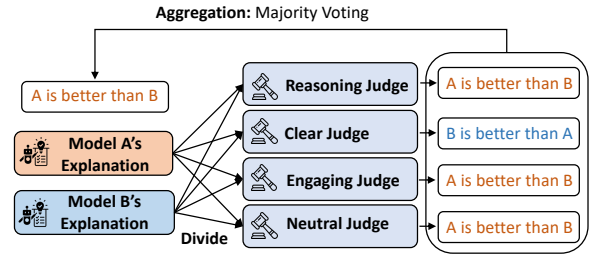 Aggregation: Majority Voting
A is better than B
Model A's
Explanation
Model B's
Explanation
Divide
Reasoning Judge
Clear Judge
Engaging Judge
Neutral Judge
A is better than B
B is better than A
A is better than B
A is better than B